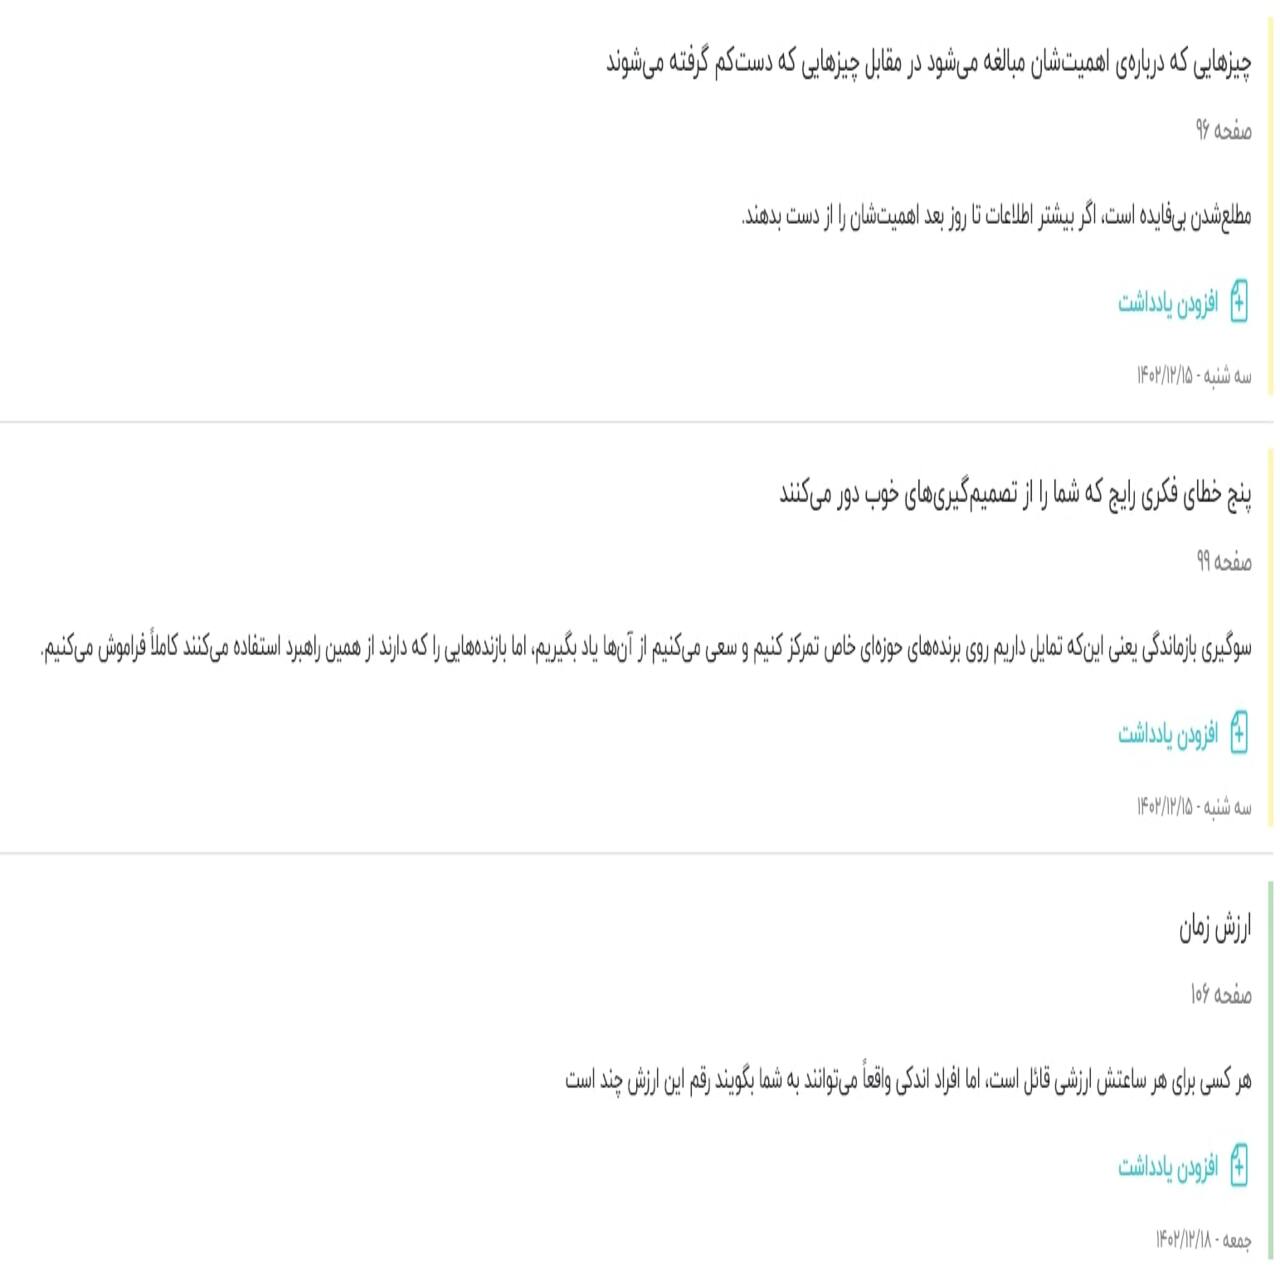 چیزهایی که درباره‌ی اهمیت‌شان مبالغه می‌شود در مقابل چیزهایی که دست‌کم گرفته می‌شوند
صفحه ۹۶
مطلع‌شدن بی‌فایده است، اگر بیشتر اطلاعات تا روز بعد اهمیت‌شان را از دست بدهند.
افزودن یادداشت
سه شنبه - ۱۴۰۲/۱۲/۱۵
پنج خطای فکری رایج که شما را از تصمیم‌گیری‌های خوب دور می‌کنند
صفحه ۹۹
سوگیری بازماندگی یعنی این‌که تمایل داریم روی برنده‌های حوزه‌ای خاص تمرکز کنیم و سعی می‌کنیم از آن‌ها یاد بگیریم، اما بازنده‌هایی را که دارند از همین راهبرد استفاده می‌کنند کاملاً فراموش می‌کنیم.
افزودن یادداشت
سه شنبه - ۱۴۰۲/۱۲/۱۵
ارزش زمان
صفحه ۱۰۶
هر کسی برای هر ساعتش ارزشی قائل است، اما افراد اندکی واقعاً می‌توانند به شما بگویند رقم این ارزش چند است
افزودن یادداشت
جمعه - ۱۴۰۲/۱۲/۱۸